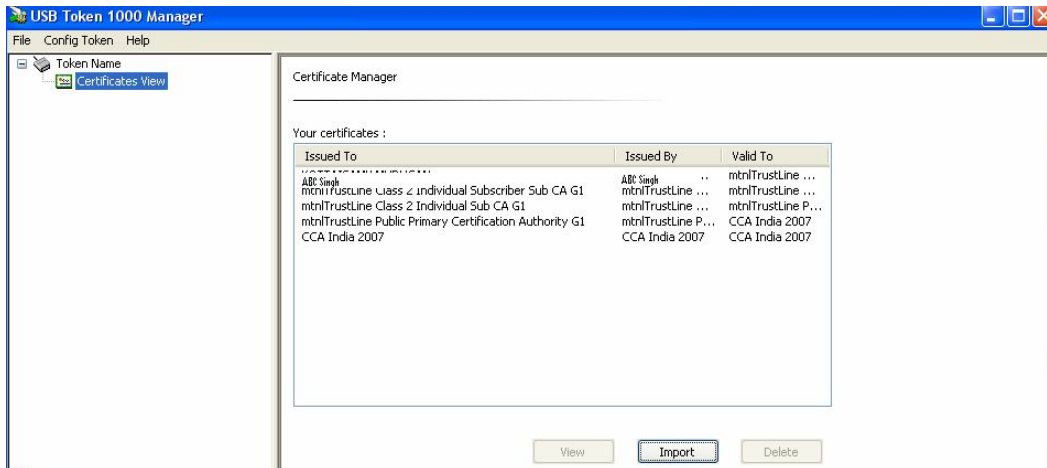 USB Token 1000 Manager
File Config Token Help
Token Name
Certificates View
Certificate Manager
Your certificates :
Issued To Issued By Valid To
ABC Singh ABC Singh .. mtnlTrustLine ...
mtnlTrustLine Class 2 Individual Subscriber Sub CA G1 mtnlTrustLine ... mtnlTrustLine ...
mtnlTrustLine Class 2 Individual Sub CA G1 mtnlTrustLine ... mtnlTrustLine P...
mtnlTrustLine Public Primary Certification Authority G1 mtnlTrustLine P... CCA India 2007
CCA India 2007 CCA India 2007 CCA India 2007
View Import Delete